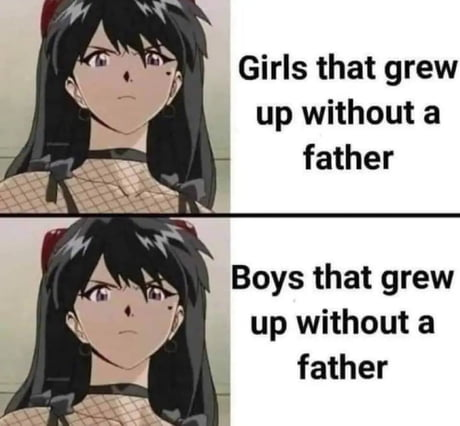 Girls that grew
up without a
father
Boys that grew
up without a
father